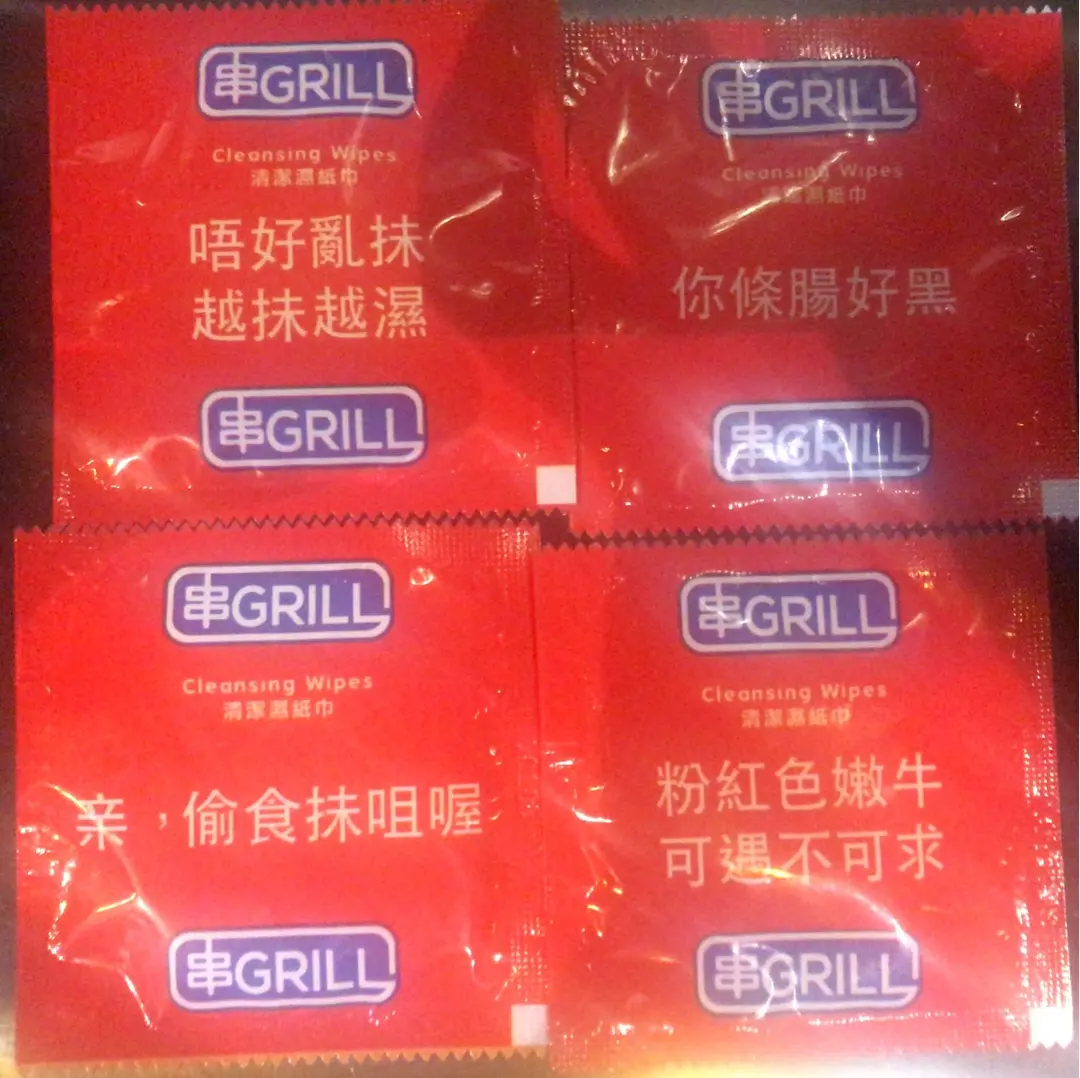 串GRILL
Cleansing Wipes
清潔濕紙巾
唔好亂抹
越抹越濕
串GRILL
串GRILL
Cleansing Wipes
清潔濕紙巾
你條腸好黑
串GRILL
串GRILL
Cleansing Wipes
清潔濕紙巾
亲，偷食抹咀喔
串GRILL
串GRILL
Cleansing Wipes
清潔濕紙巾
粉紅色嫩牛
可遇不可求
串GRILL